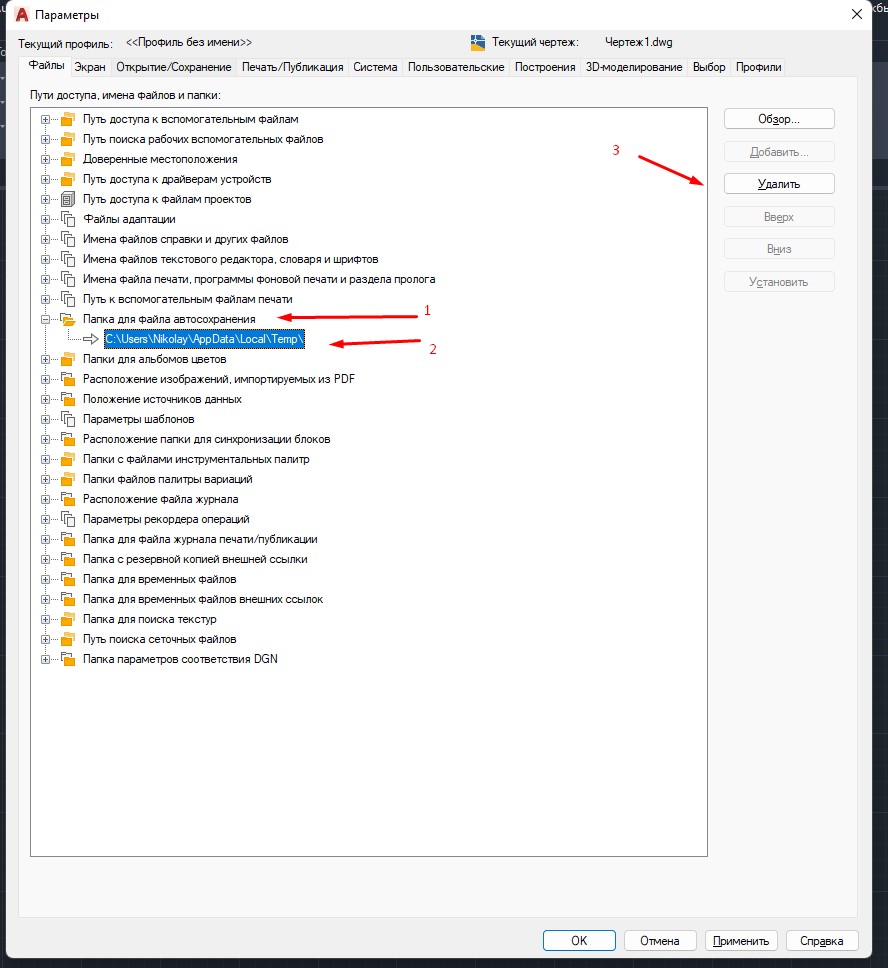 Параметры
Текущий профиль: <<Профиль без имени>> Текущий чертеж: Чертеж1.dwg
Файлы Экран Открытие/Сохранение Печать/Публикация Система Пользовательские Построения 3D-моделирование Выбор Профили
Пути доступа, имена файлов и папки:
Путь доступа к вспомогательным файлам
Путь поиска рабочих вспомогательных файлов
Доверенные местоположения
Путь доступа к драйверам устройств
Путь доступа к файлам проектов
Файлы адаптации
Имена файлов справки и других файлов
Имена файлов текстового редактора, словаря и шрифтов
Имена файла печати, программы фоновой печати и раздела пролога
Путь к вспомогательным файлам печати
Папка для файла автосохранения
1
C:\Users\Nikolay\AppData\Local\Temp\
2
Папки для альбомов цветов
Расположение изображений, импортируемых из PDF
Положение источников данных
Параметры шаблонов
Расположение папки для синхронизации блоков
Папки с файлами инструментальных палитр
Папки файлов палитры вариаций
Расположение файла журнала
Параметры рекордера операций
Папка для файла журнала печати/публикации
Папка с резервной копией внешней ссылки
Папка для временных файлов
Папка для временных файлов внешних ссылок
Папка для поиска текстур
Путь поиска сеточных файлов
Папка параметров соответствия DGN
Обзор...
Добавить...
3
Удалить
Вверх
Вниз
Установить
OK Отмена Применить Справка